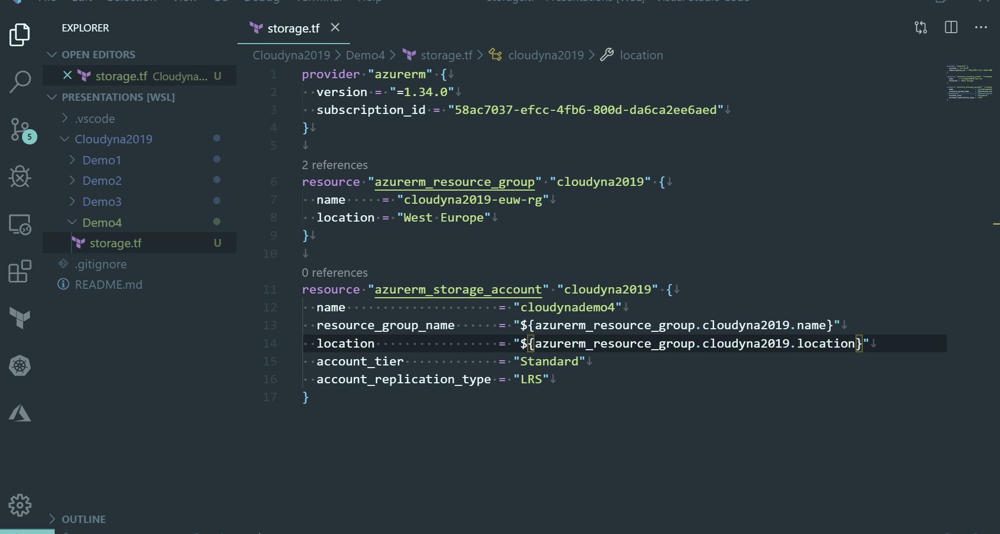 EXPLORER
OPEN EDITORS
storage.tf Cloudyna... U
PRESENTATIONS [WSL]
.vscode
Cloudyna2019
Demo1
Demo2
Demo3
Demo4
storage.tf U
.gitignore
README.md
OUTLINE
5
storage.tf
Cloudyna2019 > Demo4 > storage.tf > cloudyna2019 > location
1 provider "azurerm" {
2 version = "=1.34.0"
3 subscription_id = "58ac7037-efcc-4fb6-800d-da6ca2ee6aed"
4 }
5
2 references
6 resource "azurerm_resource_group" "cloudyna2019" {
7 name = "cloudyna2019-euw-rg"
8 location = "West Europe"
9 }
10
0 references
11 resource "azurerm_storage_account" "cloudyna2019" {
12 name = "cloudynademo4"
13 resource_group_name = "${azurerm_resource_group.cloudyna2019.name}"
14 location = "${azurerm_resource_group.cloudyna2019.location}"
15 account_tier = "Standard"
16 account_replication_type = "LRS"
17 }